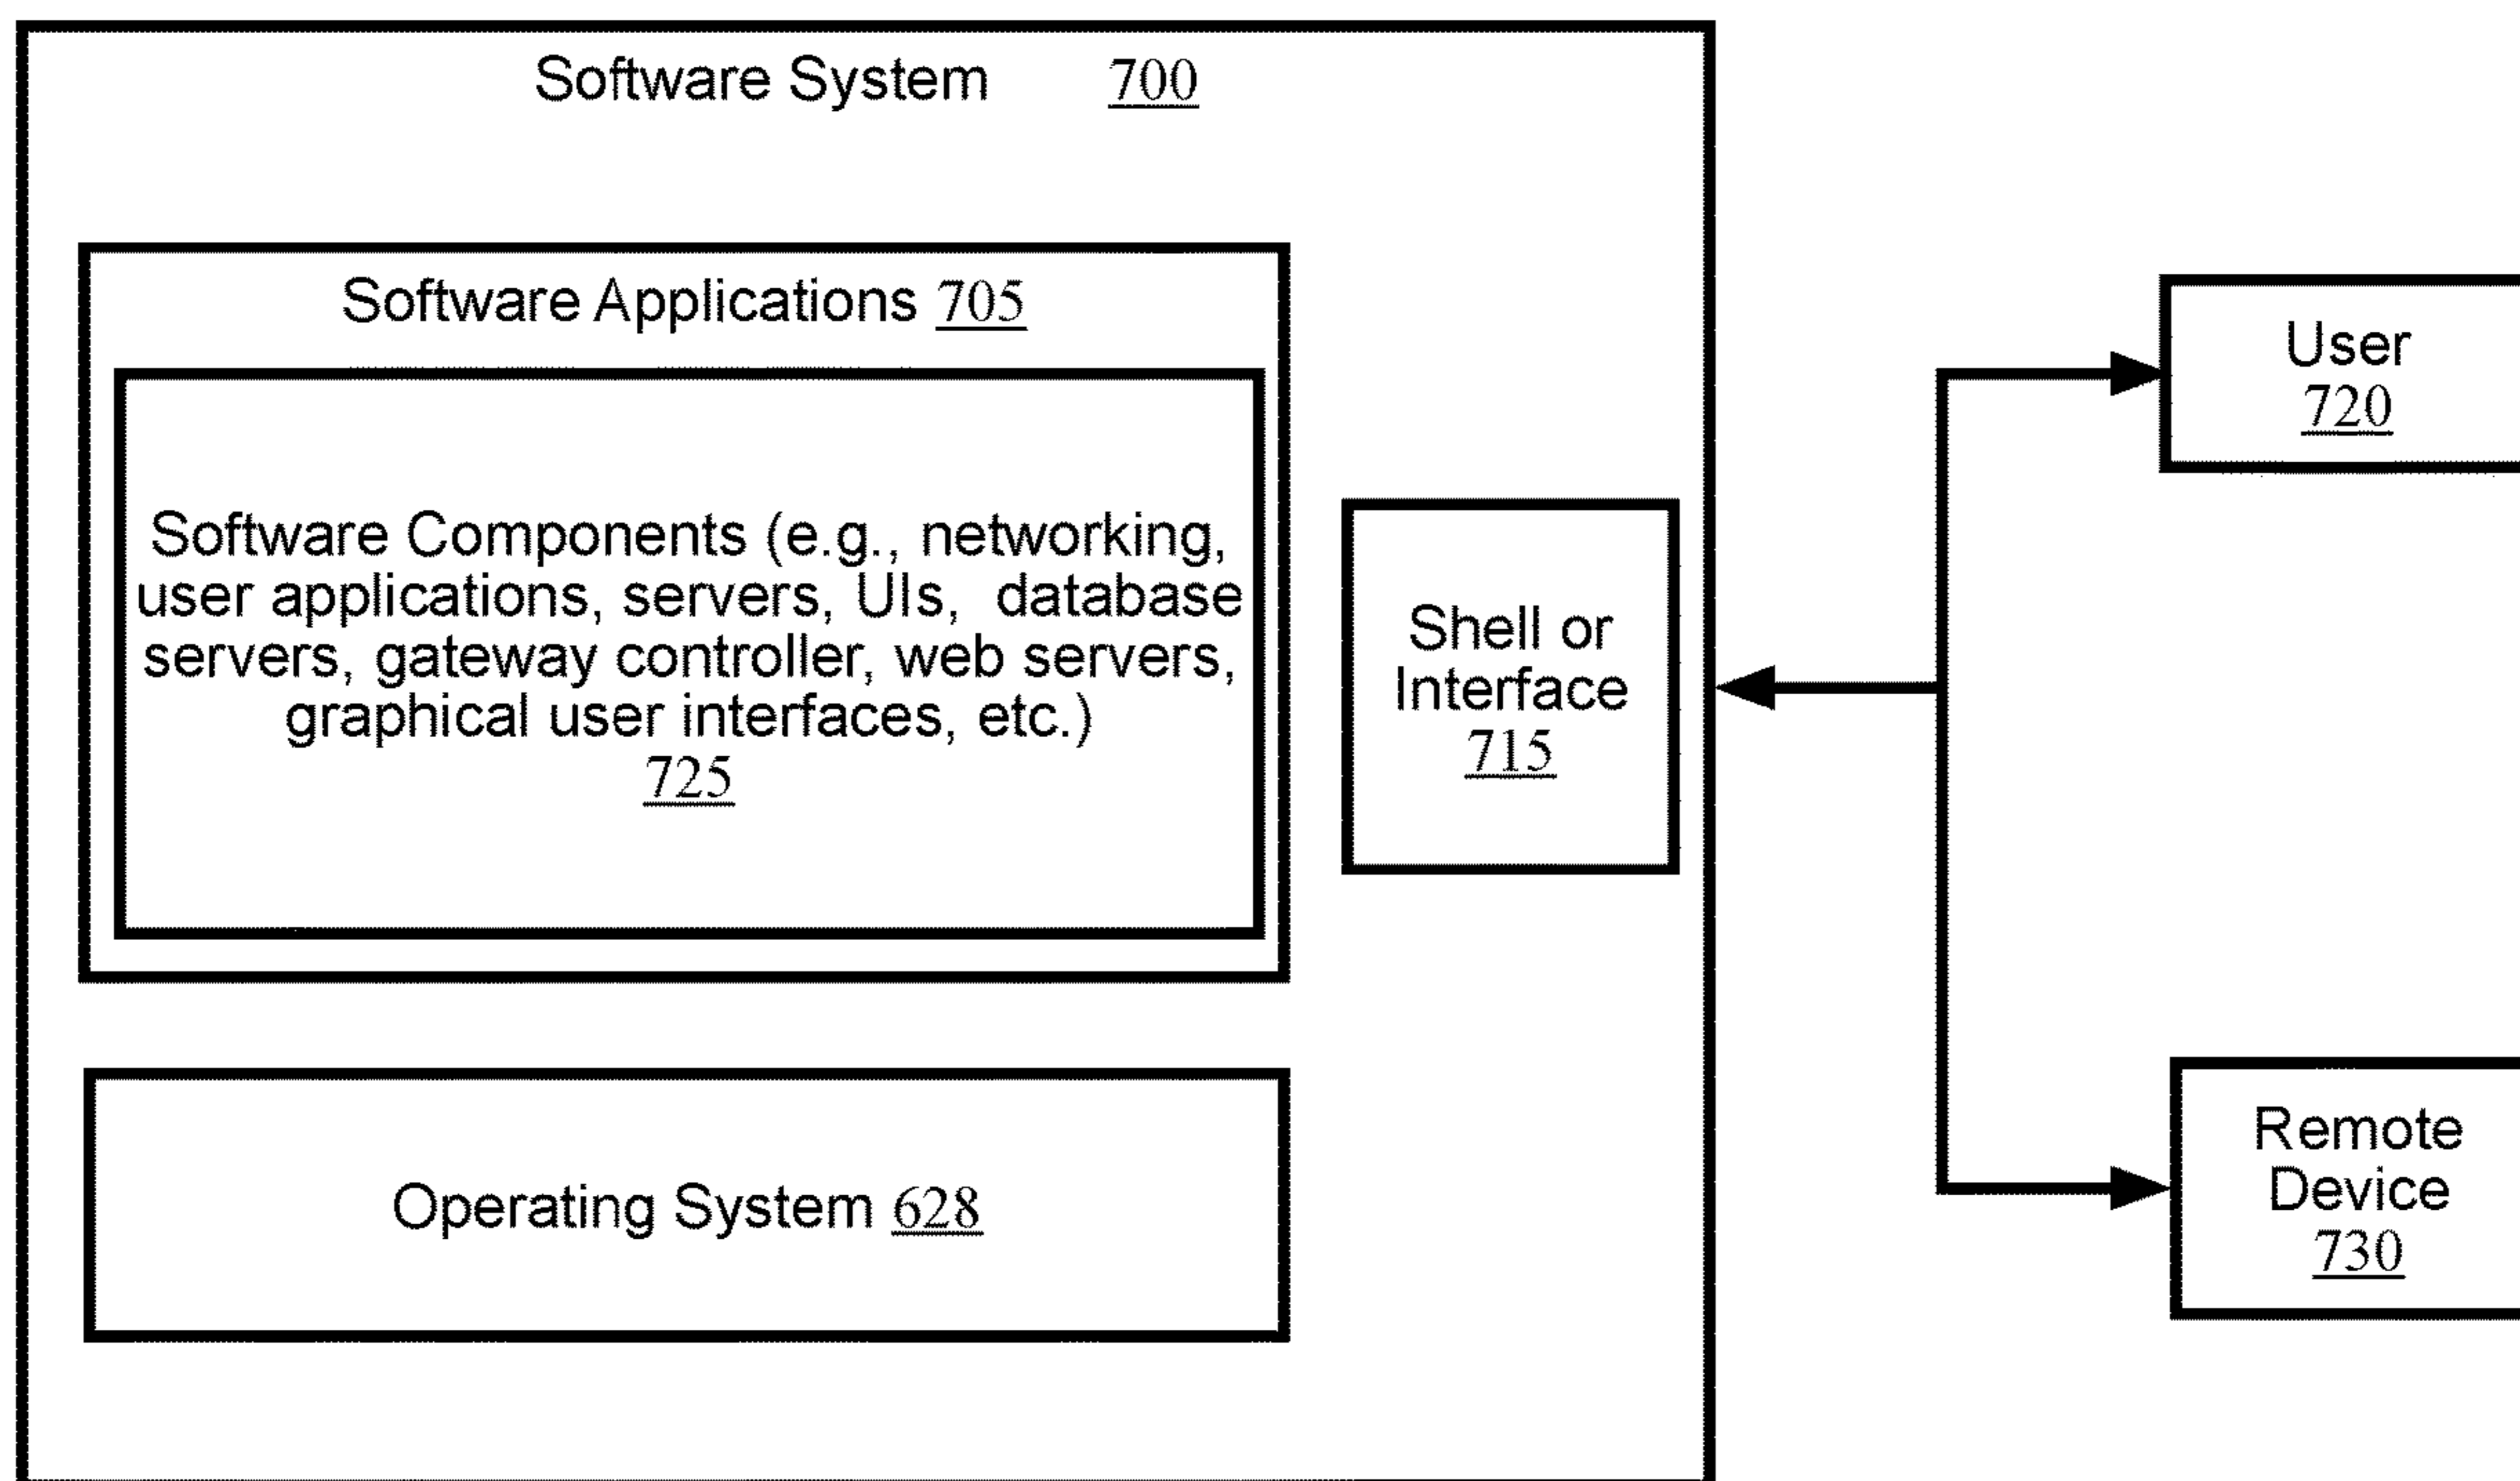 Software System 700
Software Applications 705
Software Components (e.g., networking,
user applications, servers, UIs, database
servers, gateway controller, web servers,
graphical user interfaces, etc.)
725
Shell or
Interface
715
Operating System 628
User
720
Remote
Device
730